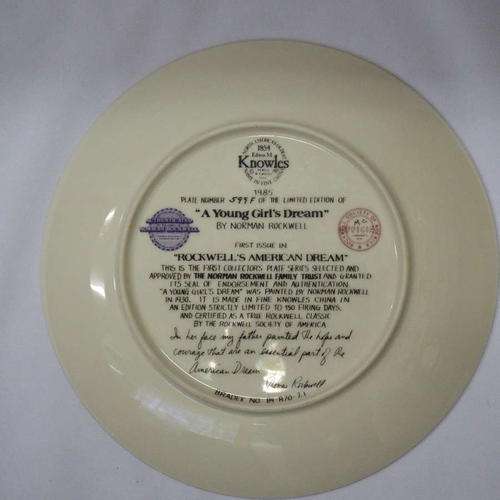 1854
Edwin M.
Knowles
1985
PLATE NUMBER 599F OF THE LIMITED EDITION OF
"A Young Girl's Dream"
BY NORMAN ROCKWELL
FIRST ISSUE IN
"ROCKWELL'S AMERICAN DREAM"
THIS IS THE FIRST COLLECTOR'S PLATE SERIES SELECTED AND
APPROVED BY THE NORMAN ROCKWELL FAMILY TRUST AND GRANTED
ITS SEAL OF ENDORSEMENT AND AUTHENTICATION.
"A YOUNG GIRL'S DREAM" WAS PAINTED BY NORMAN ROCKWELL
IN 1930. IT IS MADE IN FINE KNOWLES CHINA IN
AN EDITION STRICTLY LIMITED TO 150 FIRING DAYS,
AND CERTIFIED AS A TRUE ROCKWELL CLASSIC
BY THE ROCKWELL SOCIETY OF AMERICA
In her face my father painted the hope and
courage that are an essential part of the
American Dream
Rockwell
BRADEX NO. 84-R70-7.1